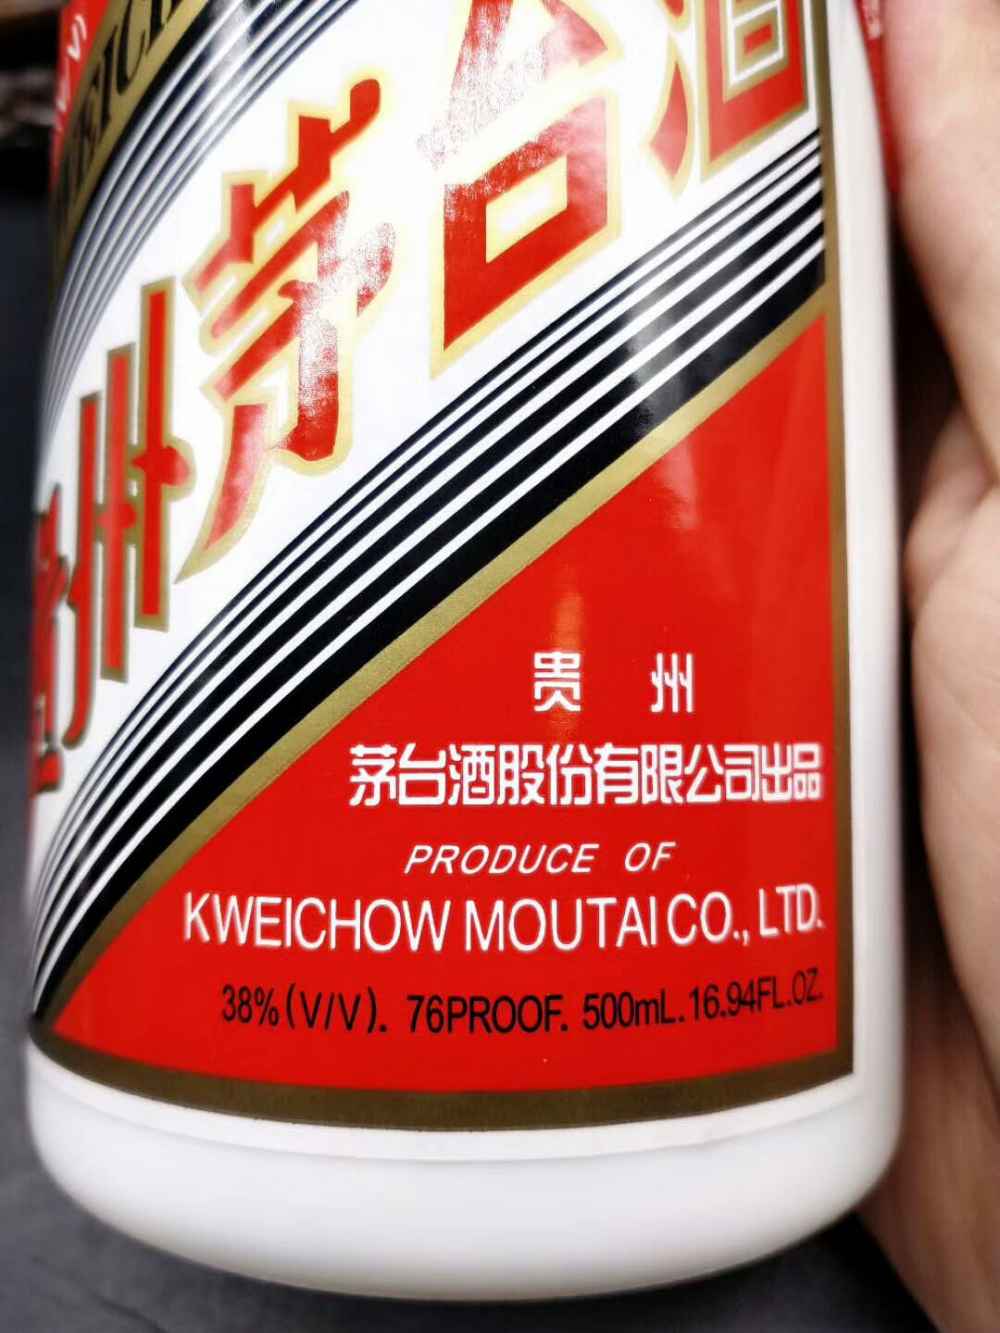 贵州茅台酒
贵 州
茅台酒股份有限公司出品
PRODUCE OF
KWEICHOW MOUTAI CO., LTD.
38%(V/V). 76PROOF. 500mL. 16.94FL.OZ.